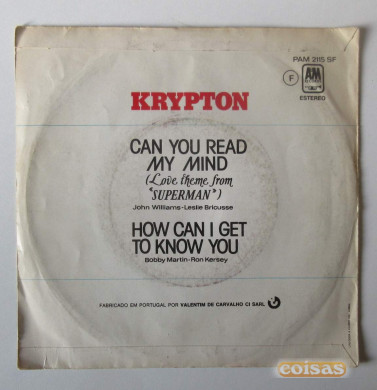 PAM 2115 SF
F
A&M
ESTEREO
KRYPTON
CAN YOU READ
MY MIND
(Love theme from
"SUPERMAN")
John Williams-Leslie Bricusse
HOW CAN I GET
TO KNOW YOU
Bobby Martin-Ron Kersey
FABRICADO EM PORTUGAL POR VALENTIM DE CARVALHO CI SARL
coisas